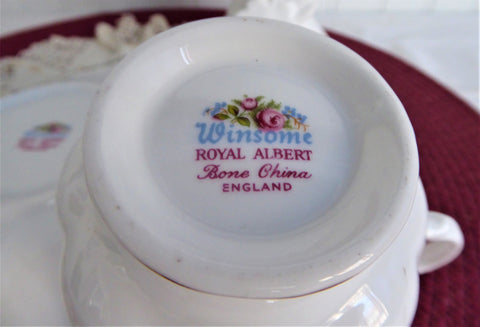 Winsome
ROYAL ALBERT
Bone China
ENGLAND